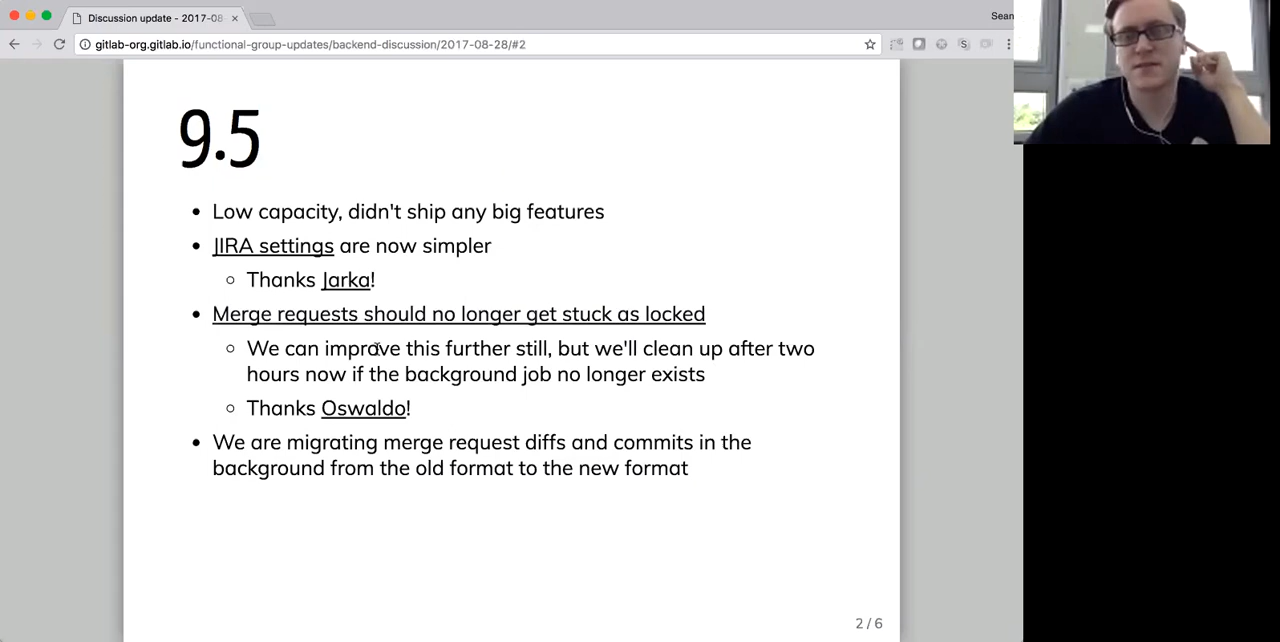 Discussion update - 2017-08
Sean
gitlab-org.gitlab.io/functional-group-updates/backend-discussion/2017-08-28/#2
9.5
Low capacity, didn't ship any big features
JIRA settings are now simpler
Thanks Jarka!
Merge requests should no longer get stuck as locked
We can improve this further still, but we'll clean up after two
hours now if the background job no longer exists
Thanks Oswaldo!
We are migrating merge request diffs and commits in the
background from the old format to the new format
2 / 6